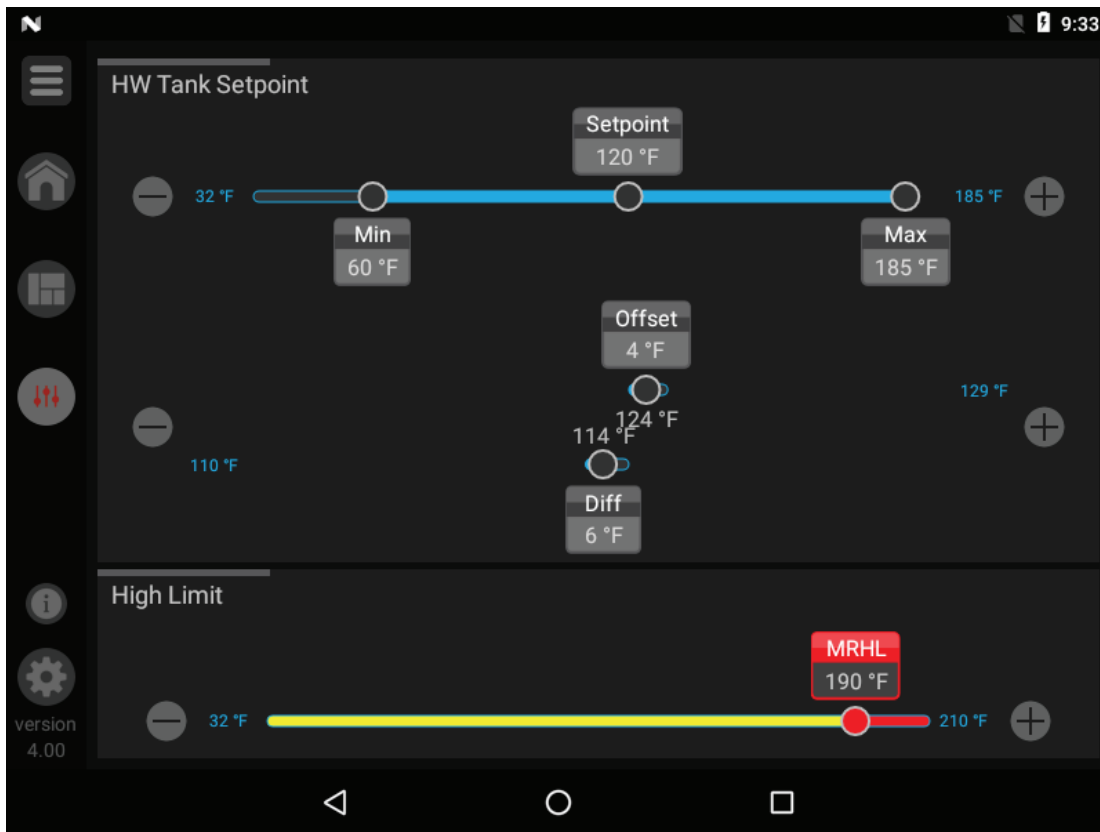 9:33
HW Tank Setpoint
Setpoint
120 °F
32 °F
185 °F
Min
60 °F
Max
185 °F
Offset
4 °F
129 °F
124 °F
114 °F
110 °F
Diff
6 °F
High Limit
MRHL
190 °F
32 °F
210 °F
version
4.00